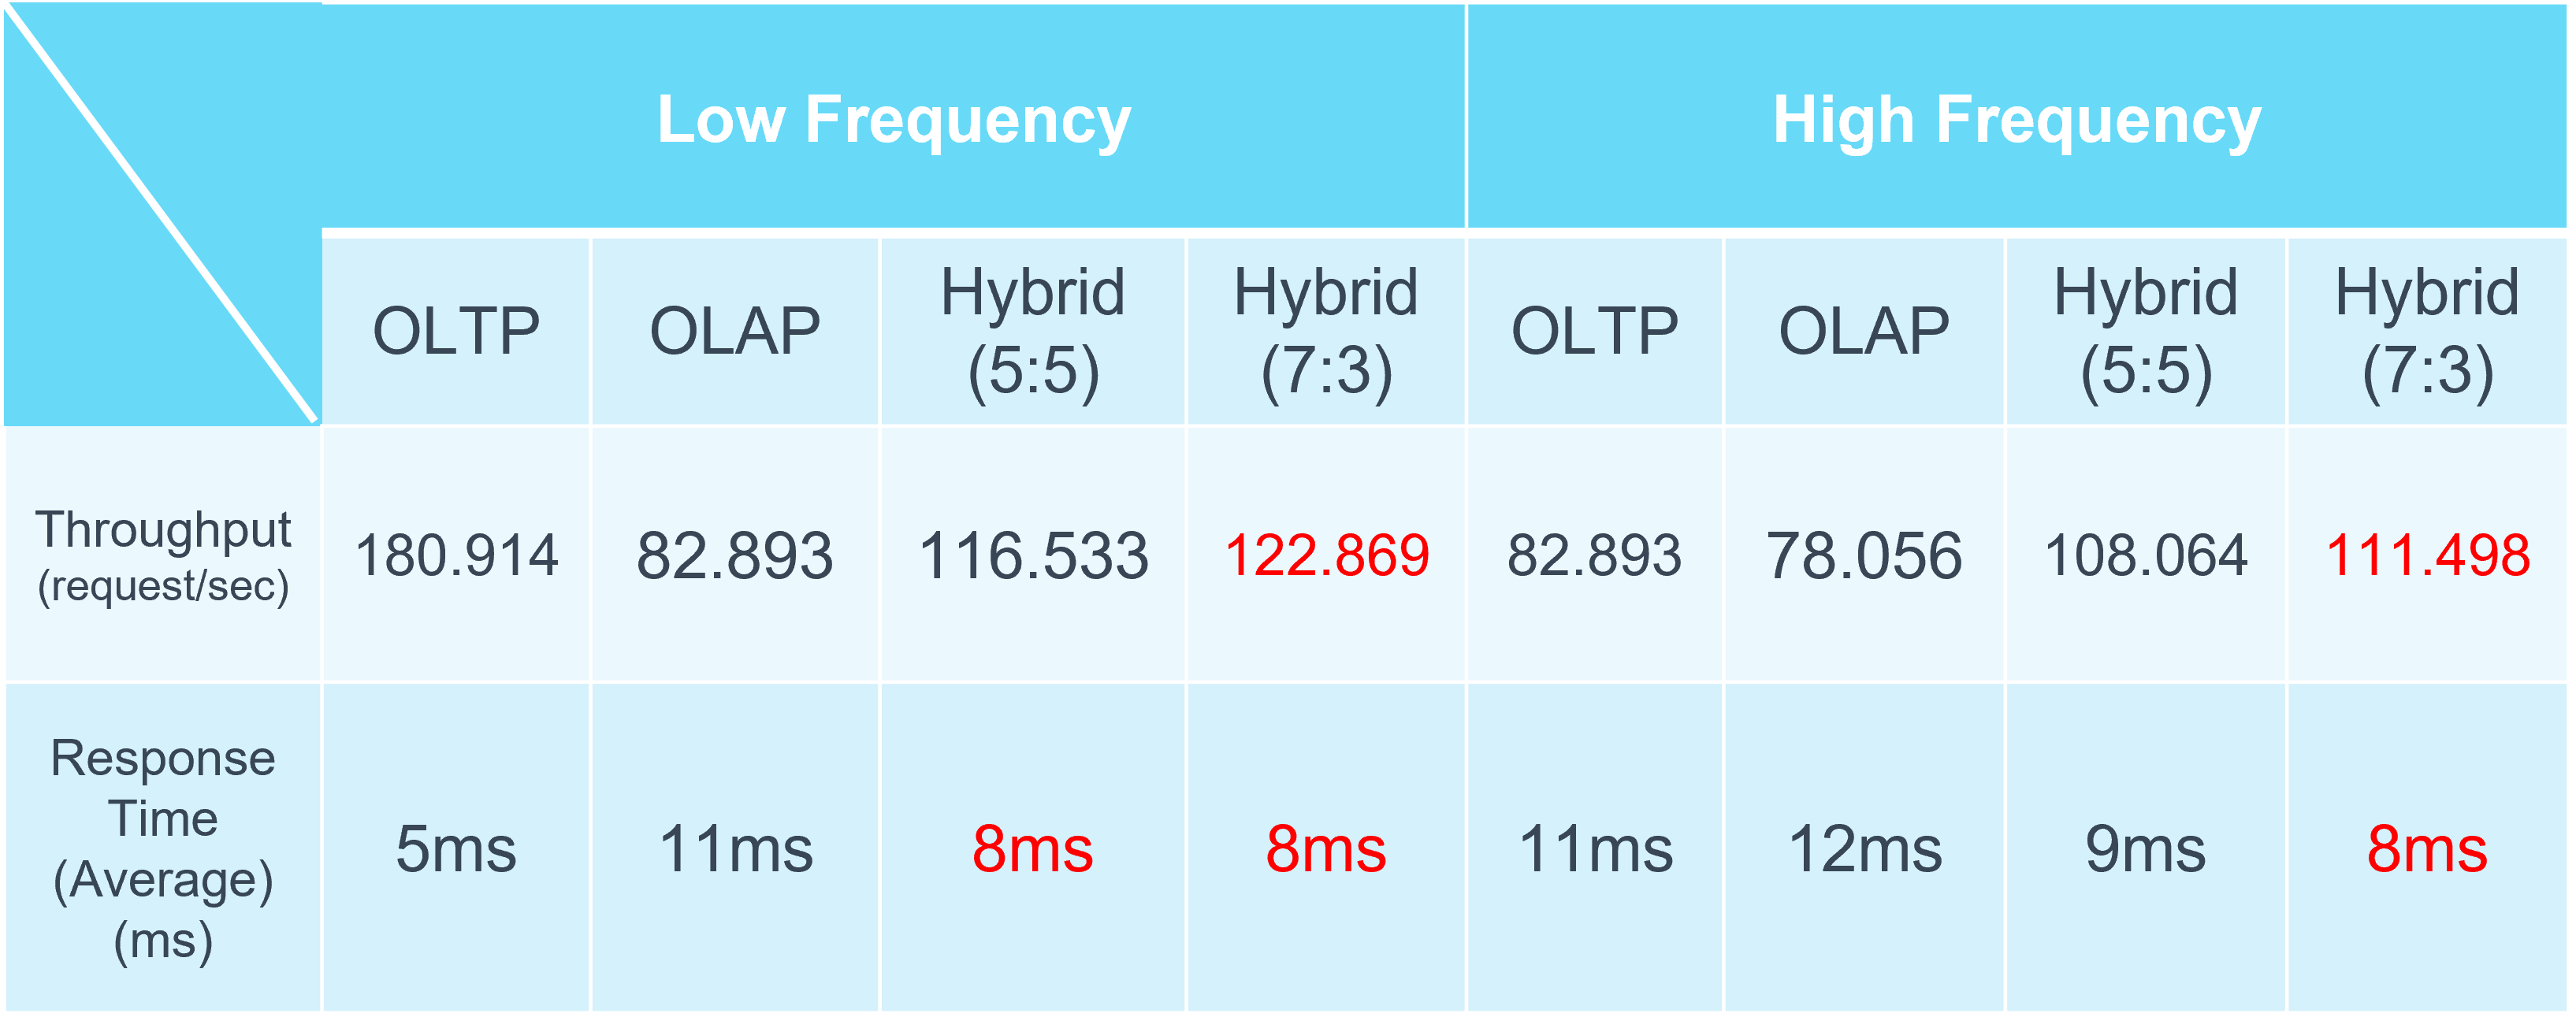 Low Frequency
High Frequency
OLTP
OLAP
Hybrid
(5:5)
Hybrid
(7:3)
OLTP
OLAP
Hybrid
(5:5)
Hybrid
(7:3)
Throughput
(request/sec)
180.914
82.893
116.533
122.869
82.893
78.056
108.064
111.498
Response
Time
(Average)
(ms)
5ms
11ms
8ms
8ms
11ms
12ms
9ms
8ms